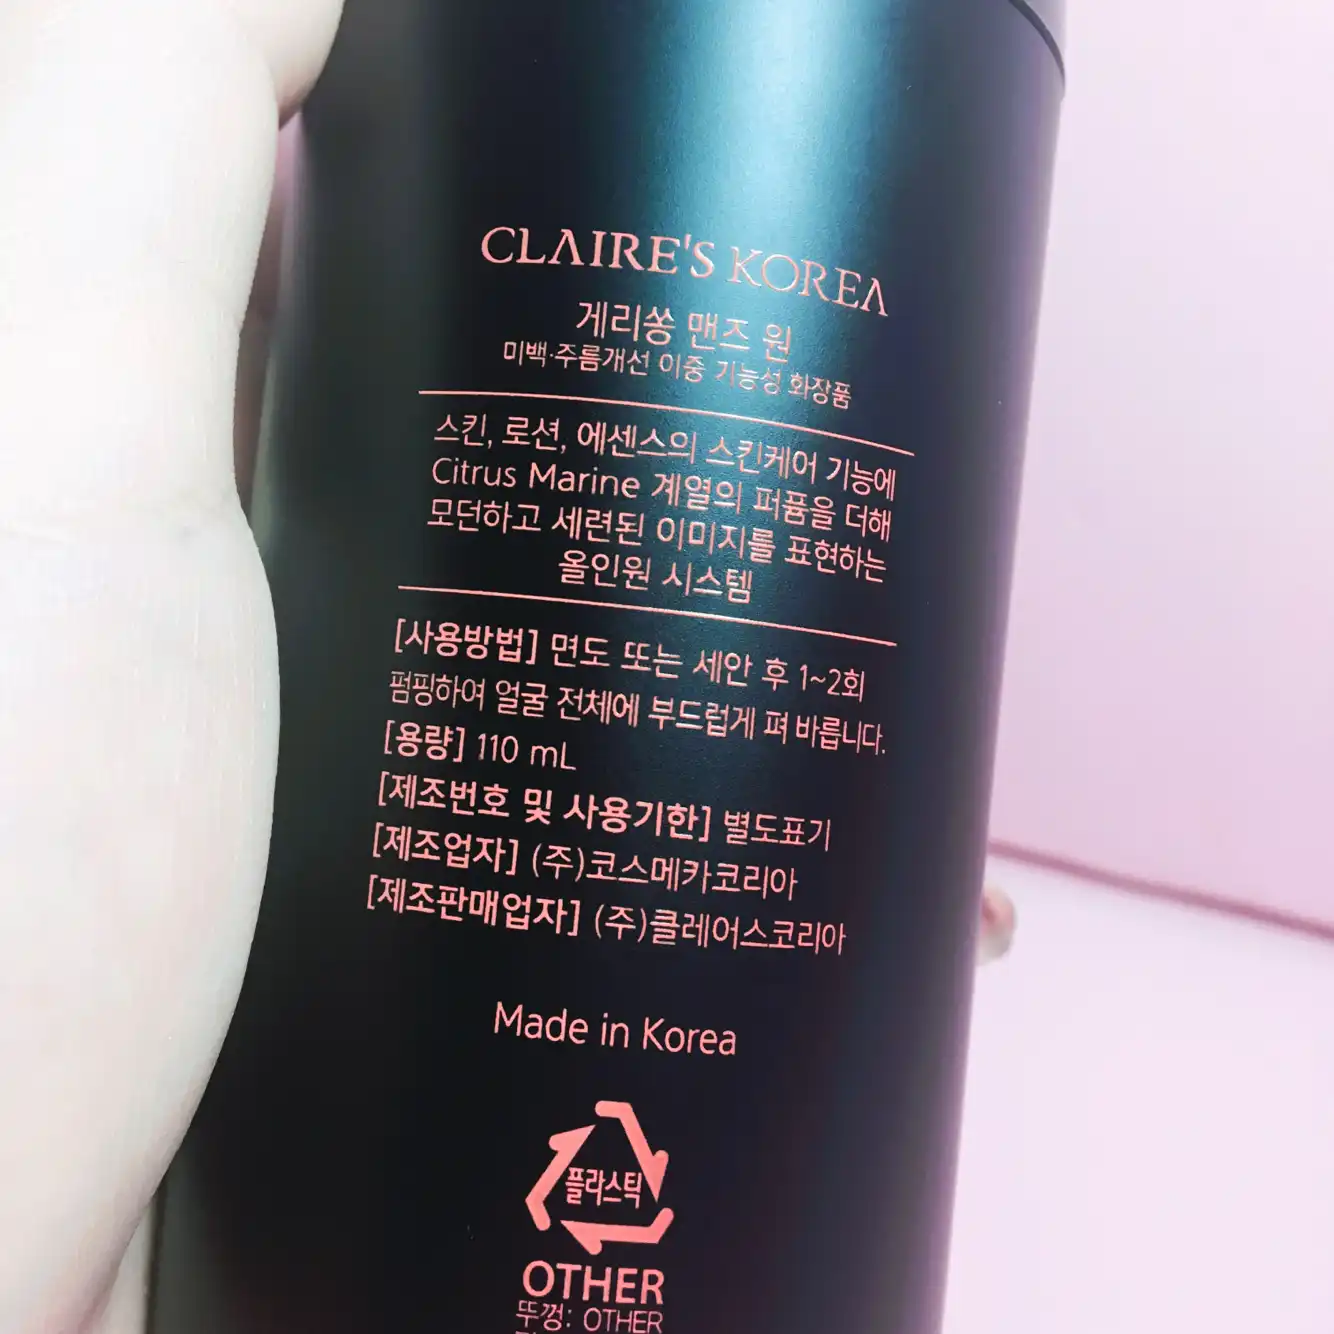 CLAIRE'S KOREA
게리쏭 맨즈 원
미백·주름개선 이중 기능성 화장품
스킨, 로션, 에센스의 스킨케어 기능에
Citrus Marine 계열의 퍼퓸을 더해
모던하고 세련된 이미지를 표현하는
올인원 시스템
[사용방법] 면도 또는 세안 후 1~2회
펌핑하여 얼굴 전체에 부드럽게 펴 바릅니다.
[용량] 110 mL
[제조번호 및 사용기한] 별도표기
[제조업자] (주)코스메카코리아
[제조판매업자] (주)클레어스코리아
Made in Korea
플라스틱
OTHER
뚜껑: OTHER